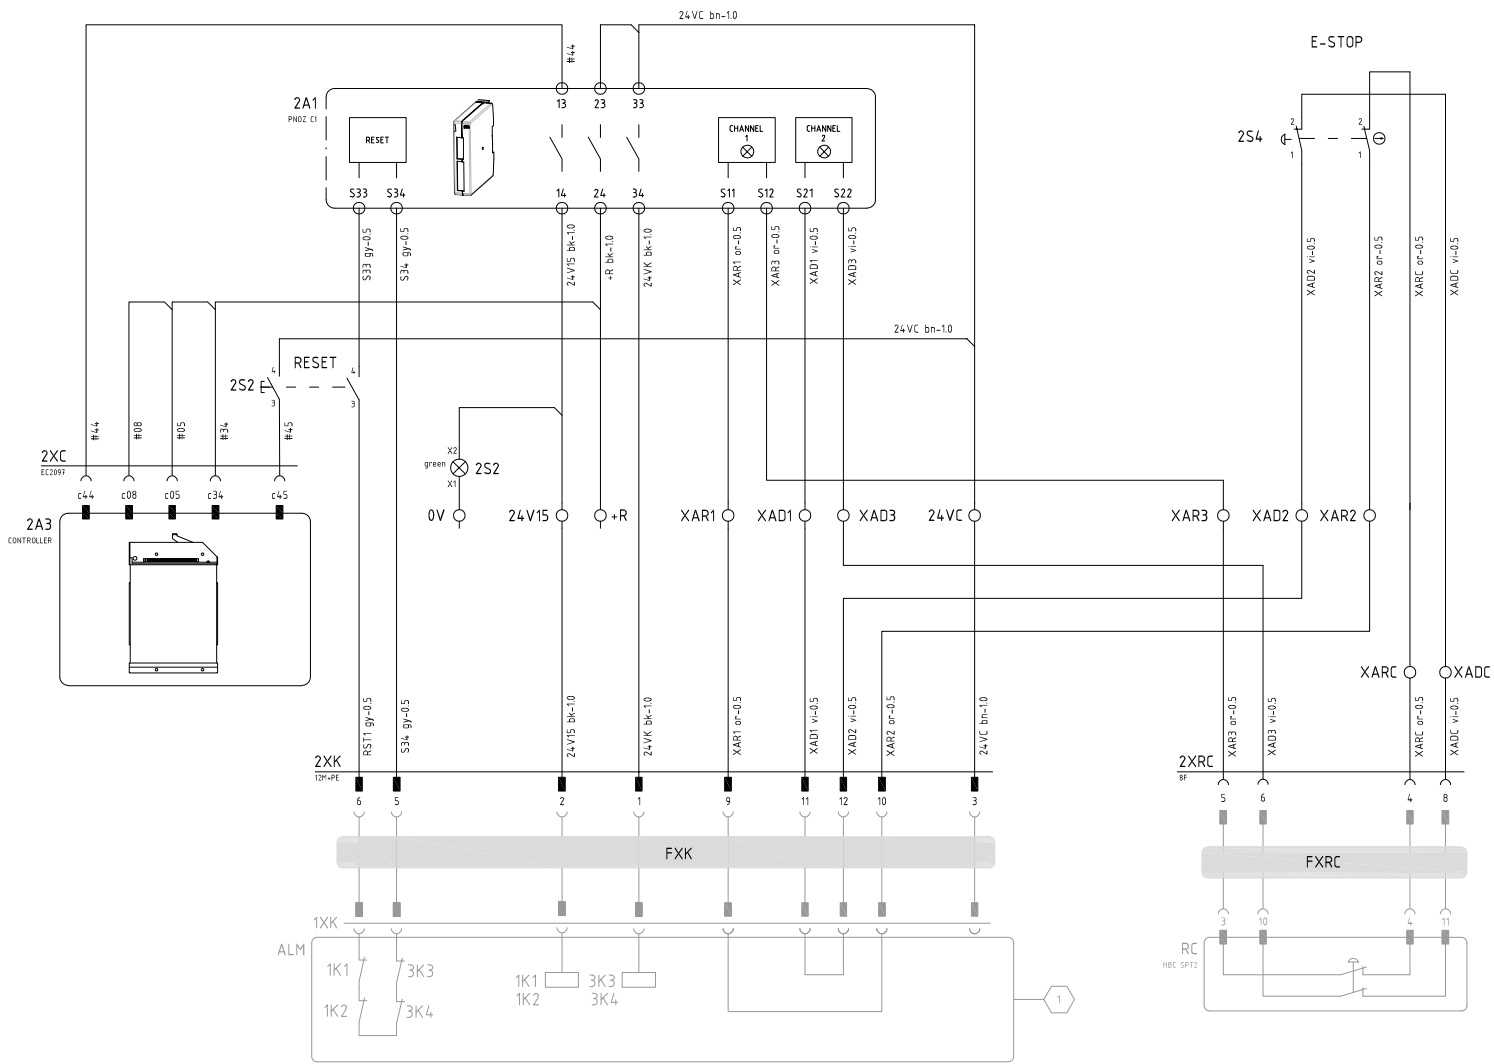 24VC bn-1.0
E-STOP
#44
2A1
PNOZ C1
13
23
33
RESET
CHANNEL
1
CHANNEL
2
2S4
2
1
2
1
S33
S34
14
24
34
S11
S12
S21
S22
S33 gy-0.5
S34 gy-0.5
24V15 bk-1.0
+R bk-1.0
24VK bk-1.0
XAR1 or-0.5
XAR3 or-0.5
XAD1 vi-0.5
XAD3 vi-0.5
XAD2 vi-0.5
XAR2 or-0.5
XARC or-0.5
XADC vi-0.5
24VC bn-1.0
RESET
4
4
2S2
3
3
#44
#08
#05
#34
#45
2XC
EC2097
X2
green
2S2
X1
c44
c08
c05
c34
c45
2A3
CONTROLLER
0V
24V15
+R
XAR1
XAD1
XAD3
24VC
XAR3
XAD2
XAR2
XARC
XADC
RST1 gy-0.5
S34 gy-0.5
24V15 bk-1.0
24VK bk-1.0
XAR1 or-0.5
XAD1 vi-0.5
XAD2 vi-0.5
XAR2 or-0.5
24VC bn-1.0
XAR3 or-0.5
XAD3 vi-0.5
XARC or-0.5
XADC vi-0.5
2XK
12M+PE
2XRC
8F
6
5
2
1
9
11
12
10
3
5
6
4
8
FXK
FXRC
1XK
3
10
4
11
ALM
RC
HBC SPT2
1K1
3K3
1K2
3K4
1K1
1K2
3K3
3K4
1